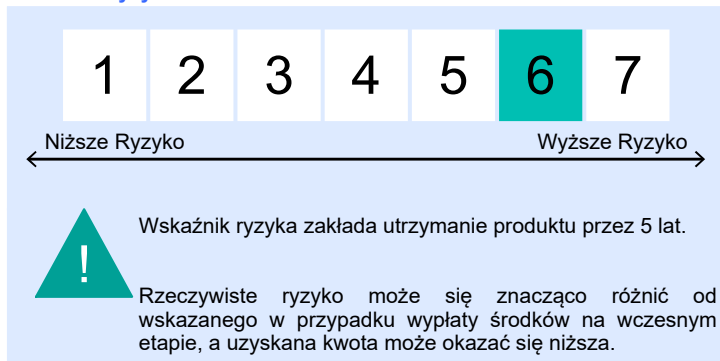 1 2 3 4 5 6 7
Niższe Ryzyko Wyższe Ryzyko
Wskaźnik ryzyka zakłada utrzymanie produktu przez 5 lat.
!
Rzeczywiste ryzyko może się znacząco różnić od
wskazanego w przypadku wypłaty środków na wczesnym
etapie, a uzyskana kwota może okazać się niższa.